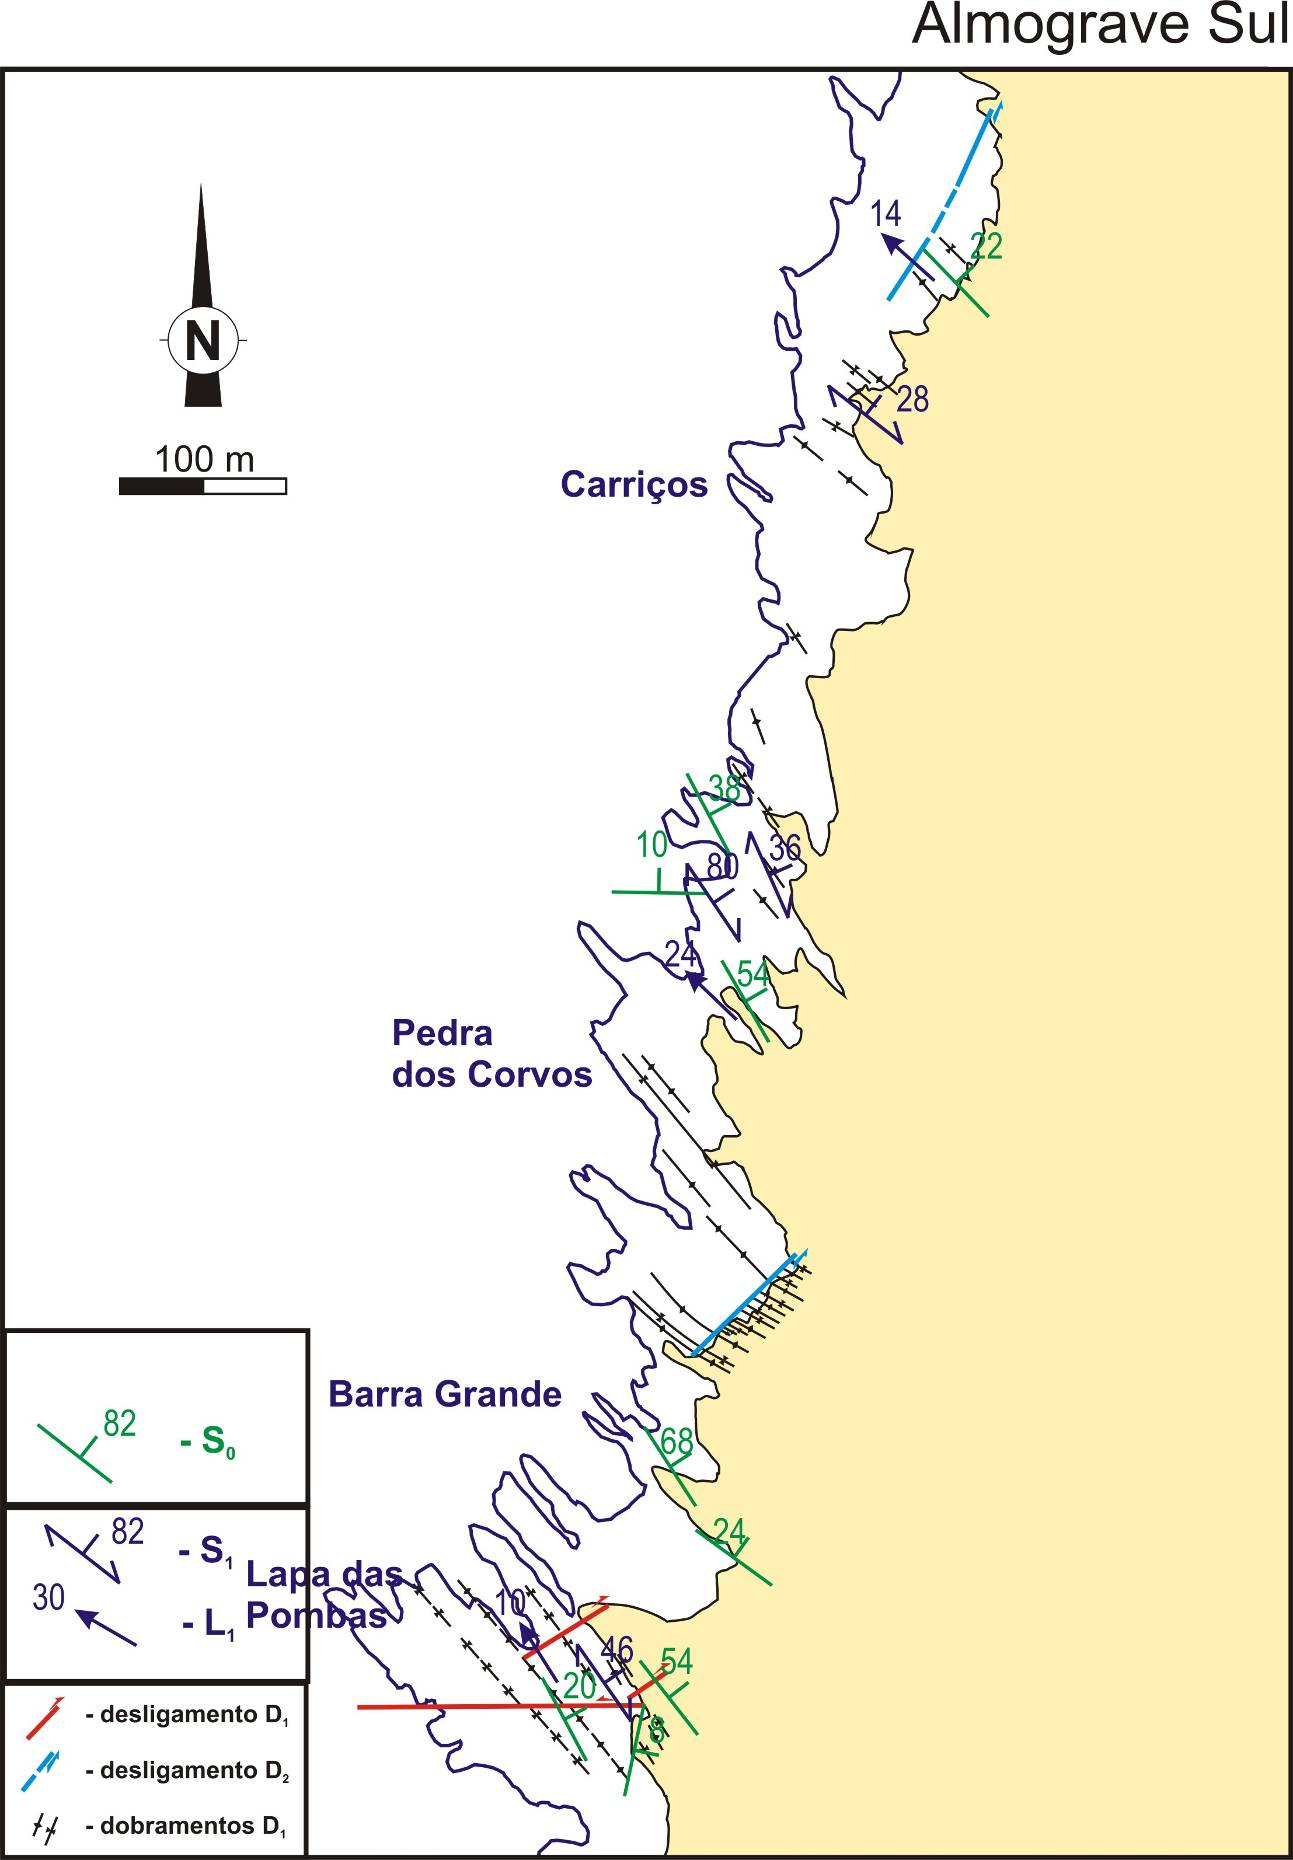 Almograve Sul
14
22
N
28
100 m
Carriços
38
10
80
36
24
54
Pedra
dos Corvos
Barra Grande
82
- S0
68
82
- S1
24
30
- L1
Lapa das
Pombas
10
46
54
20
8
- desligamento D1
- desligamento D2
- dobramentos D1